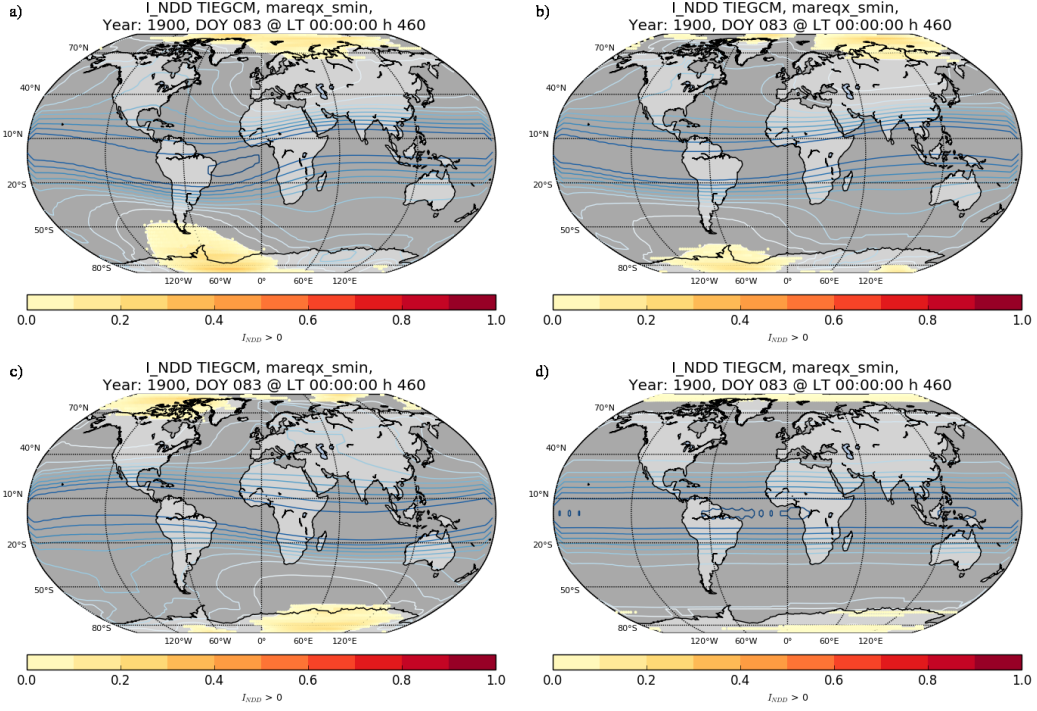 a)
I_NDD TIEGCM, mareqx_smin,
Year: 1900, DOY 083 @ LT 00:00:00 h 460
70°N
40°N
10°N
20°S
50°S
80°S
120°W 60°W 0° 60°E 120°E
0.0 0.2 0.4 0.6 0.8 1.0
I_NDD > 0
b)
I_NDD TIEGCM, mareqx_smin,
Year: 1900, DOY 083 @ LT 00:00:00 h 460
70°N
40°N
10°N
20°S
50°S
80°S
120°W 60°W 0° 60°E 120°E
0.0 0.2 0.4 0.6 0.8 1.0
I_NDD > 0
c)
I_NDD TIEGCM, mareqx_smin,
Year: 1900, DOY 083 @ LT 00:00:00 h 460
70°N
40°N
10°N
20°S
50°S
80°S
120°W 60°W 0° 60°E 120°E
0.0 0.2 0.4 0.6 0.8 1.0
I_NDD > 0
d)
I_NDD TIEGCM, mareqx_smin,
Year: 1900, DOY 083 @ LT 00:00:00 h 460
70°N
40°N
10°N
20°S
50°S
80°S
120°W 60°W 0° 60°E 120°E
0.0 0.2 0.4 0.6 0.8 1.0
I_NDD > 0